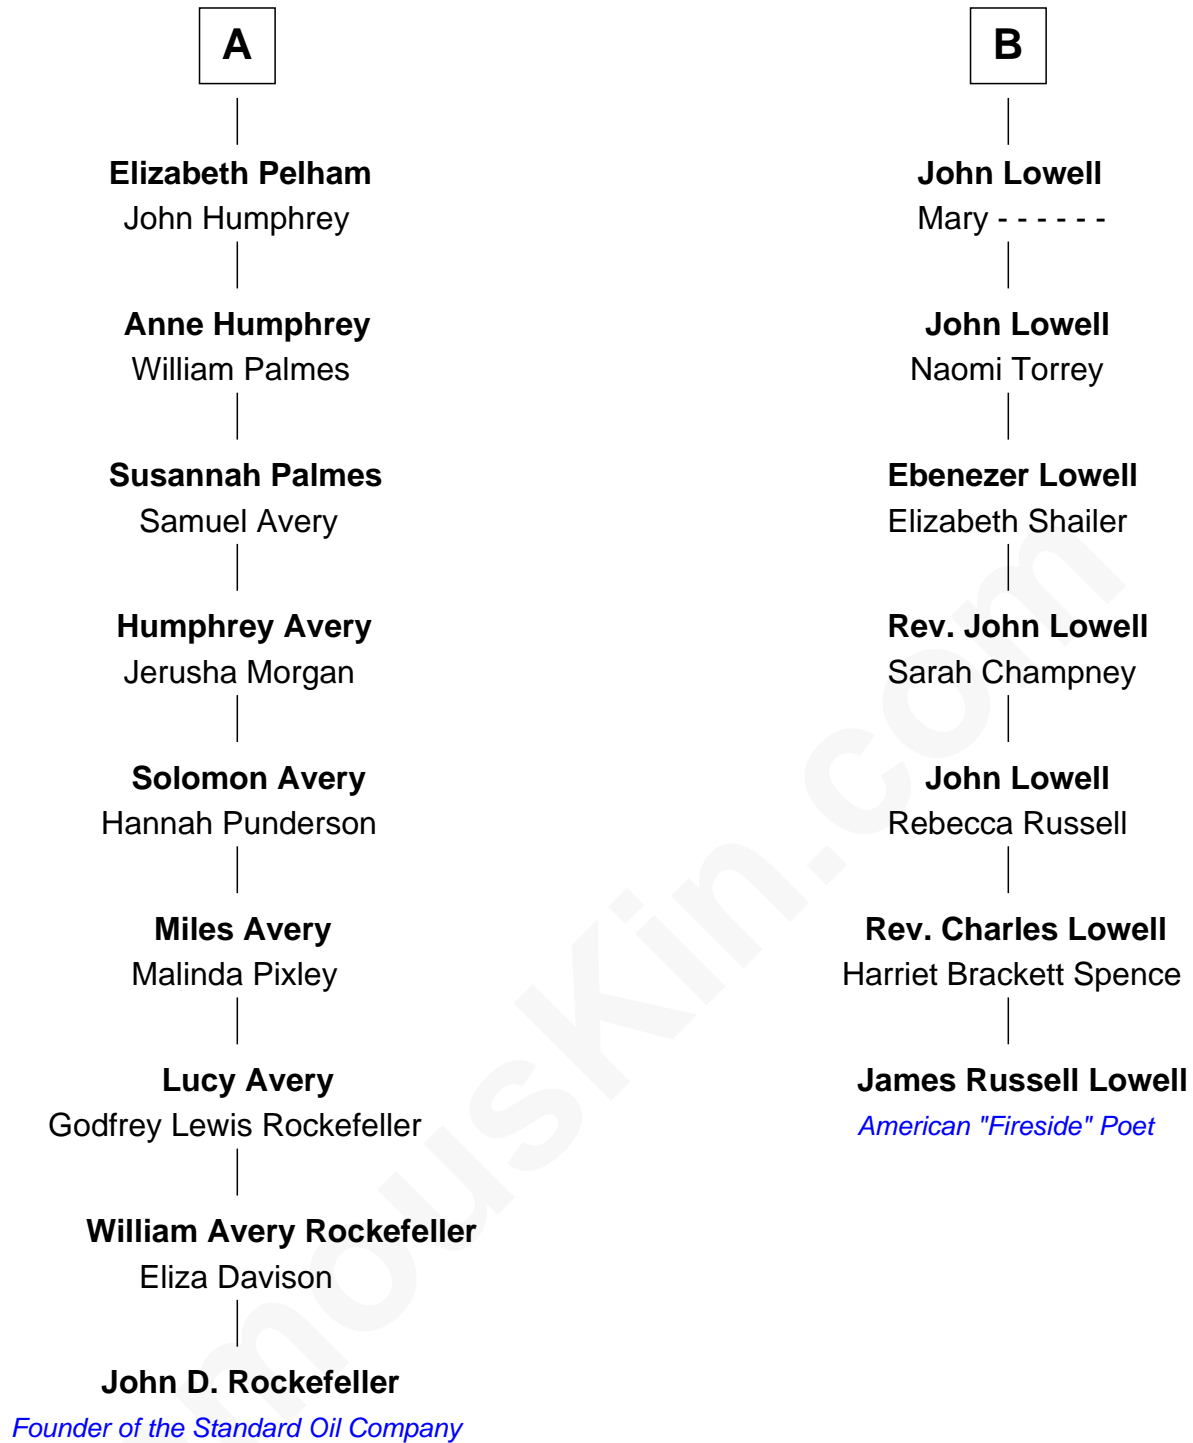 A
Elizabeth Pelham
John Humphrey
Anne Humphrey
William Palmes
Susannah Palmes
Samuel Avery
Humphrey Avery
Jerusha Morgan
Solomon Avery
Hannah Punderson
Miles Avery
Malinda Pixley
Lucy Avery
Godfrey Lewis Rockefeller
William Avery Rockefeller
Eliza Davison
John D. Rockefeller
Founder of the Standard Oil Company
B
John Lowell
Mary - - - - - -
John Lowell
Naomi Torrey
Ebenezer Lowell
Elizabeth Shailer
Rev. John Lowell
Sarah Champney
John Lowell
Rebecca Russell
Rev. Charles Lowell
Harriet Brackett Spence
James Russell Lowell
American "Fireside" Poet
mousKin.com